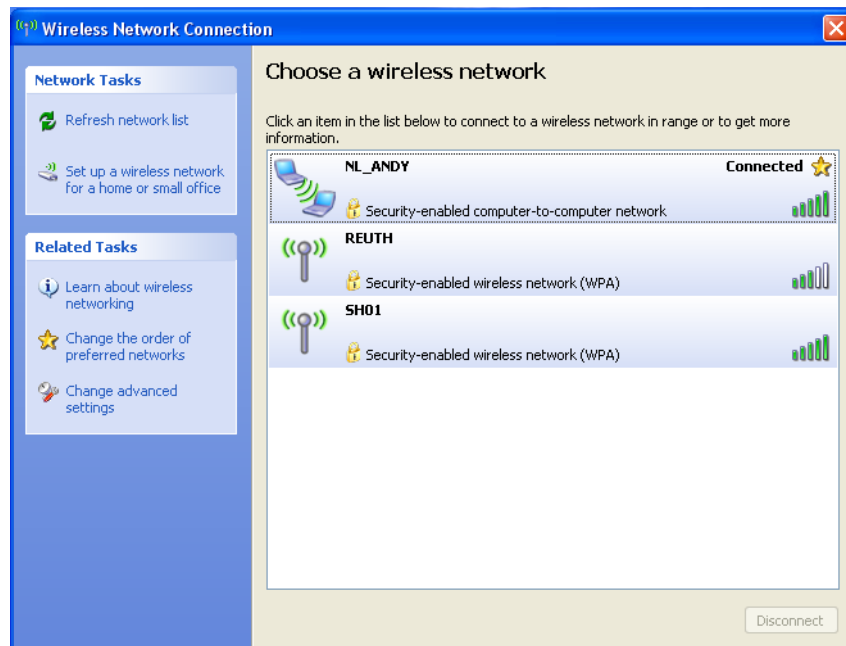 Wireless Network Connection
Network Tasks
Refresh network list
Set up a wireless network
for a home or small office
Related Tasks
Learn about wireless
networking
Change the order of
preferred networks
Change advanced
settings
Choose a wireless network
Click an item in the list below to connect to a wireless network in range or to get more
information.
NL_ANDY Connected
Security-enabled computer-to-computer network
REUTH
Security-enabled wireless network (WPA)
SH01
Security-enabled wireless network (WPA)
Disconnect